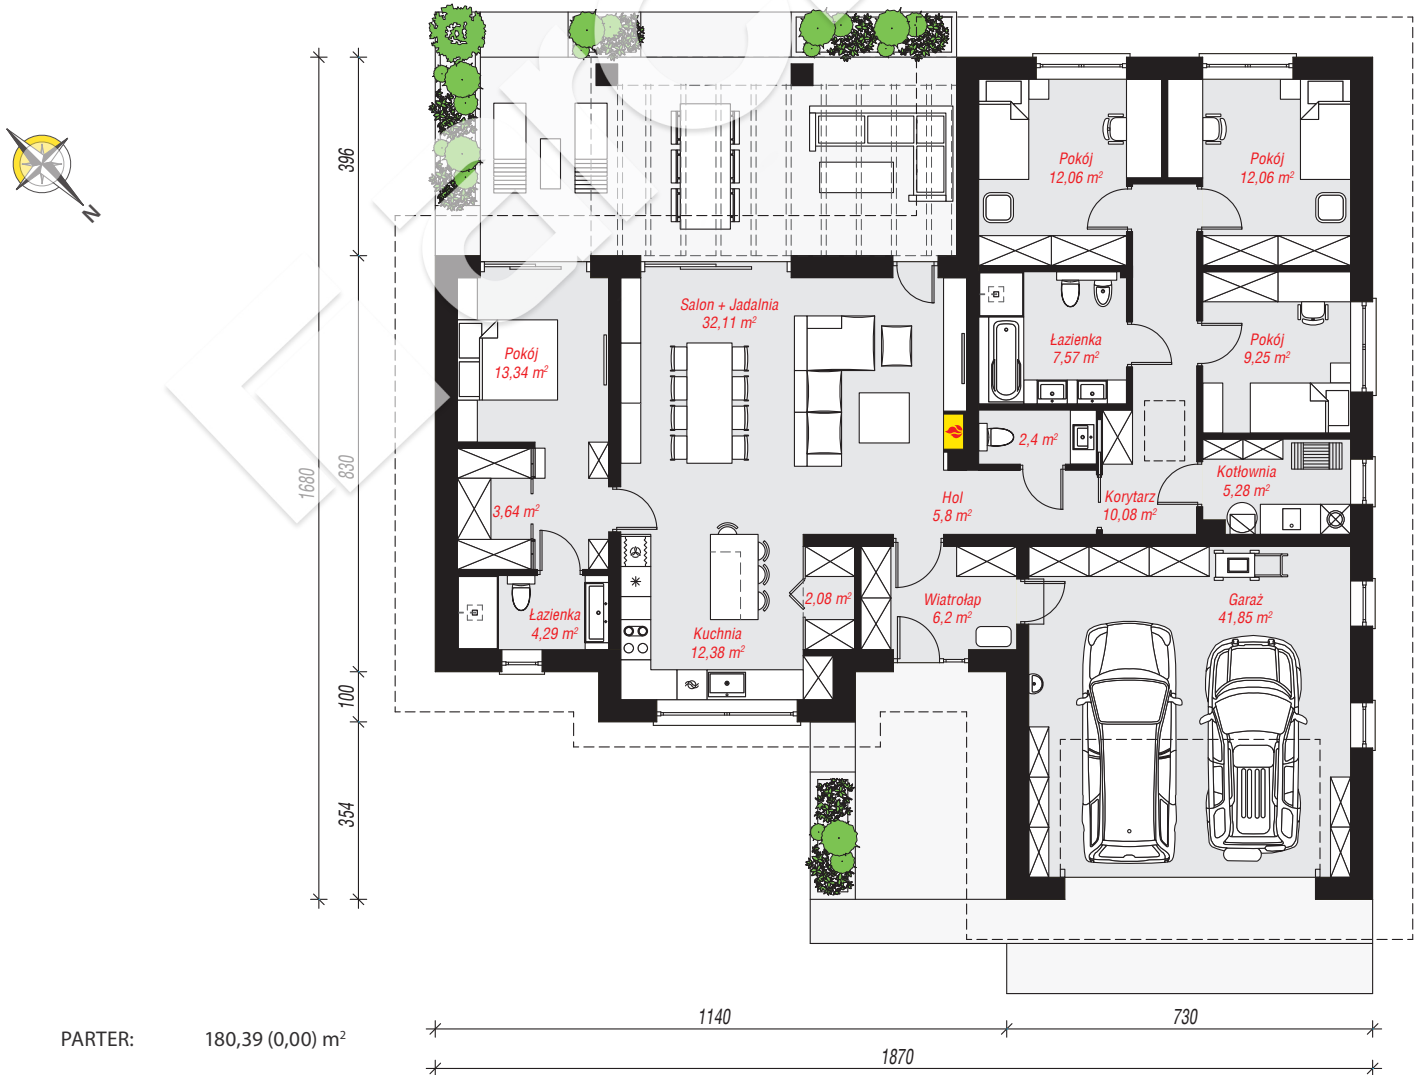 N
396
1680
830
100
354
Pokój
12,06 m²
Pokój
12,06 m²
Salon + Jadalnia
32,11 m²
Pokój
13,34 m²
Łazienka
7,57 m²
Pokój
9,25 m²
2,4 m²
Kotłownia
5,28 m²
3,64 m²
Hol
5,8 m²
Korytarz
10,08 m²
Łazienka
4,29 m²
Kuchnia
12,38 m²
2,08 m²
Wiatrołap
6,2 m²
Garaż
41,85 m²
1140
730
1870
PARTER: 180,39 (0,00) m²